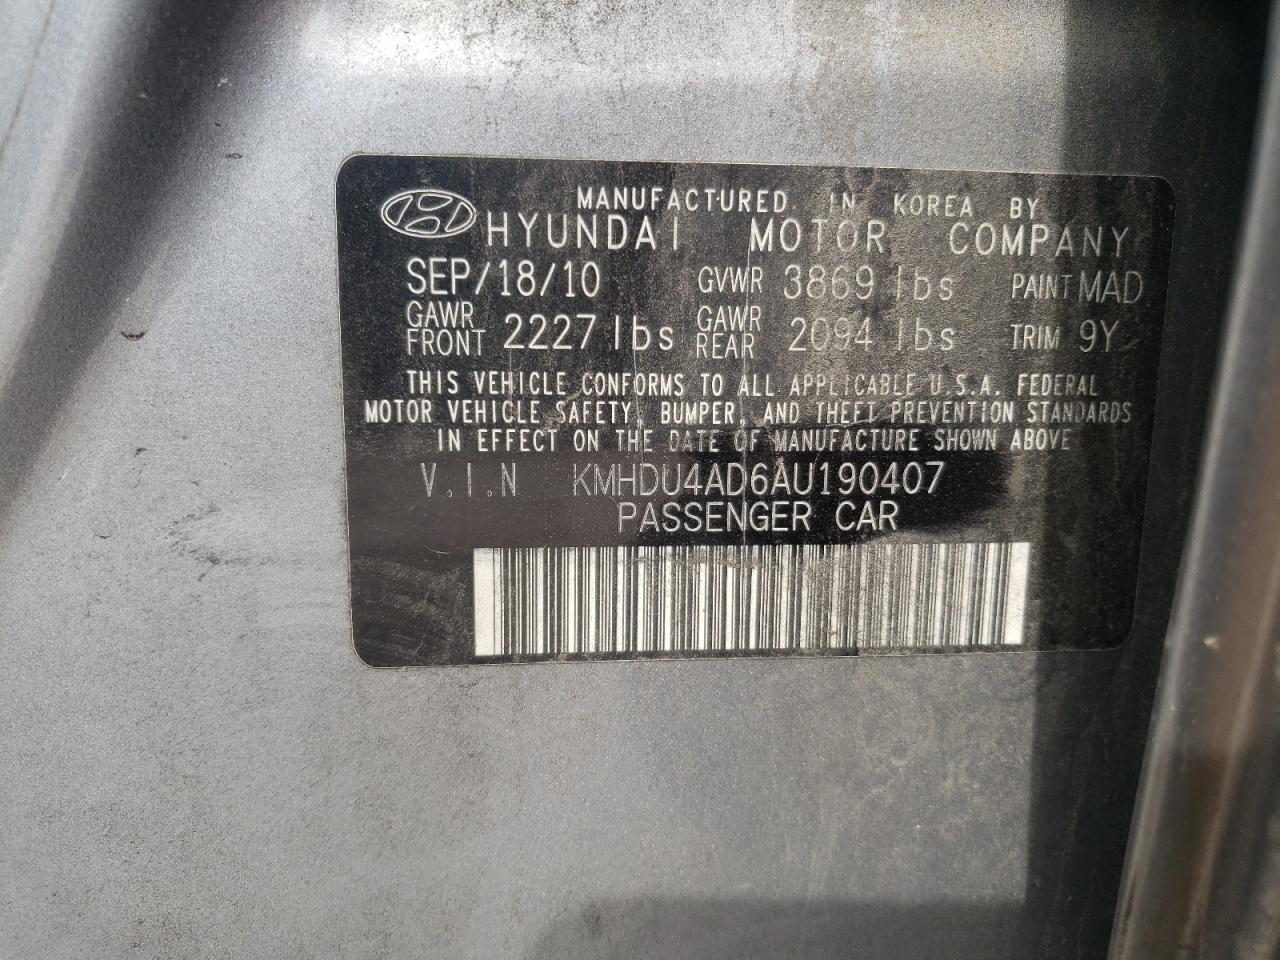 MANUFACTURED IN KOREA BY
HYUNDAI MOTOR COMPANY
SEP/18/10 GVWR 3869 lbs PAINT MAD
GAWR FRONT 2227 lbs GAWR REAR 2094 lbs TRIM 9Y
THIS VEHICLE CONFORMS TO ALL APPLICABLE U.S.A. FEDERAL
MOTOR VEHICLE SAFETY, BUMPER, AND THEFT PREVENTION STANDARDS
IN EFFECT ON THE DATE OF MANUFACTURE SHOWN ABOVE
V.I.N KMHDU4AD6AU190407
PASSENGER CAR